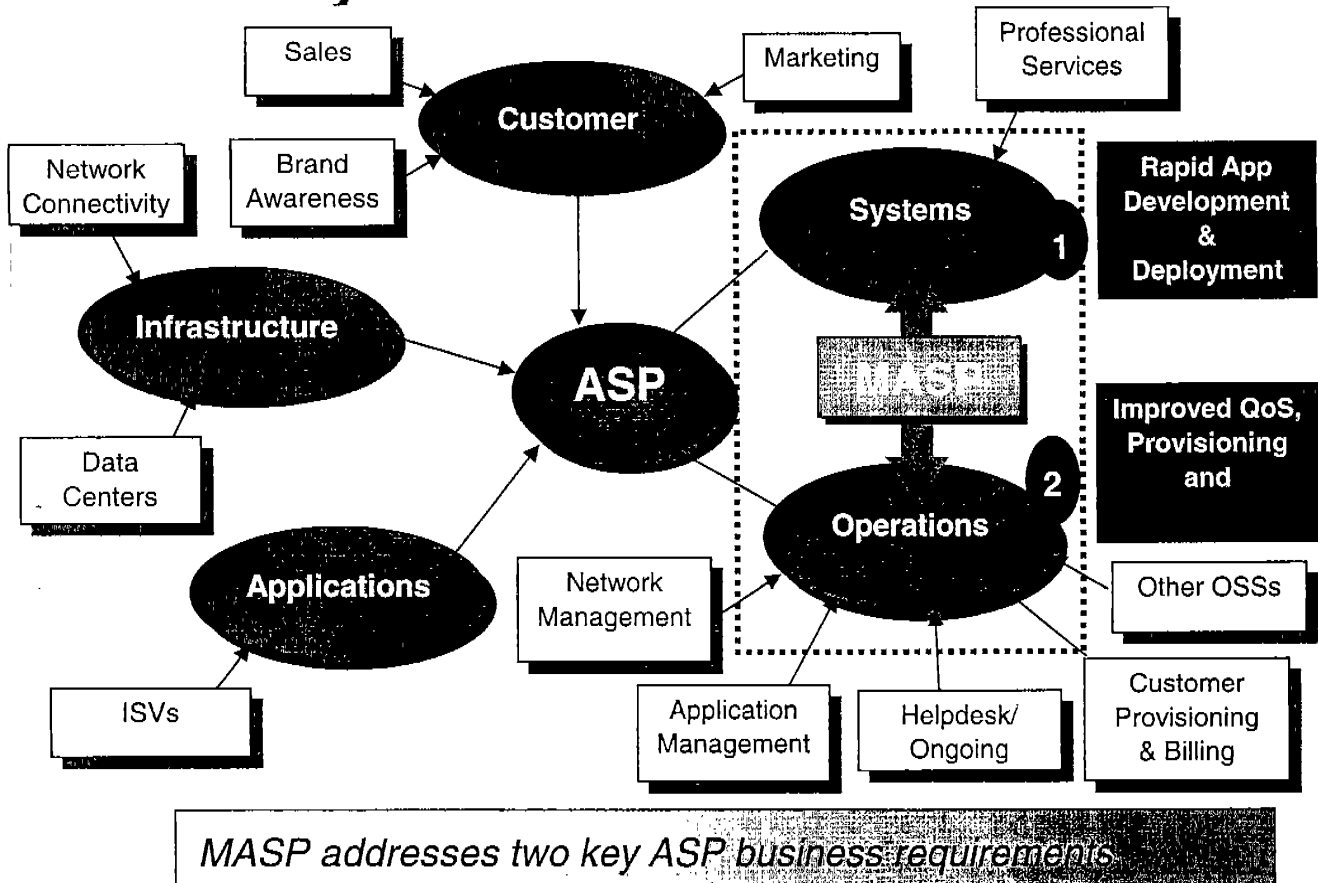 Sales
Customer
Marketing
Professional
Services
Network
Connectivity
Brand
Awareness
Systems
1
Rapid App
Development
&
Deployment
Infrastructure
ASP
MASP
Improved QoS,
Provisioning
and
Data
Centers
2
Operations
Applications
Network
Management
Other OSSs
ISVs
Application
Management
Helpdesk/
Ongoing
Customer
Provisioning
& Billing
MASP addresses two key ASP business requirements